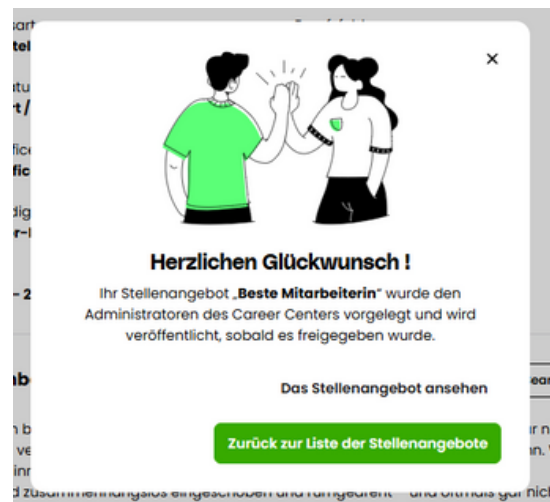 Herzlichen Glückwunsch !
Ihr Stellenangebot „Beste Mitarbeiterin“ wurde den
Administratoren des Career Centers vorgelegt und wird
veröffentlicht, sobald es freigegeben wurde.
Das Stellenangebot ansehen
Zurück zur Liste der Stellenangebote